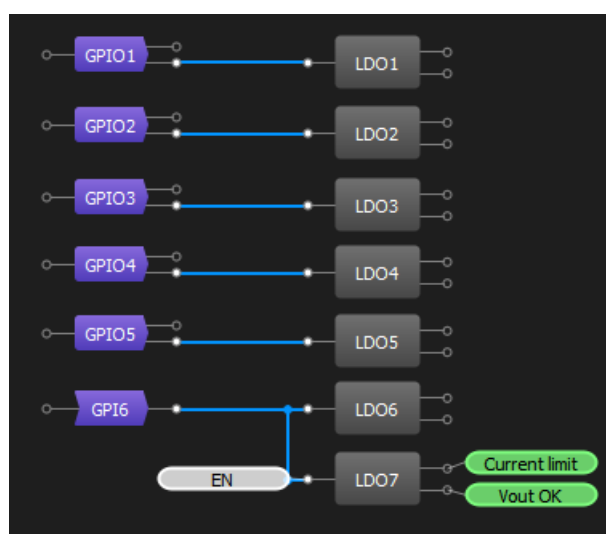 GPIO1 LDO1
GPIO2 LDO2
GPIO3 LDO3
GPIO4 LDO4
GPIO5 LDO5
GPI6 LDO6
EN LDO7 Current limit
Vout OK